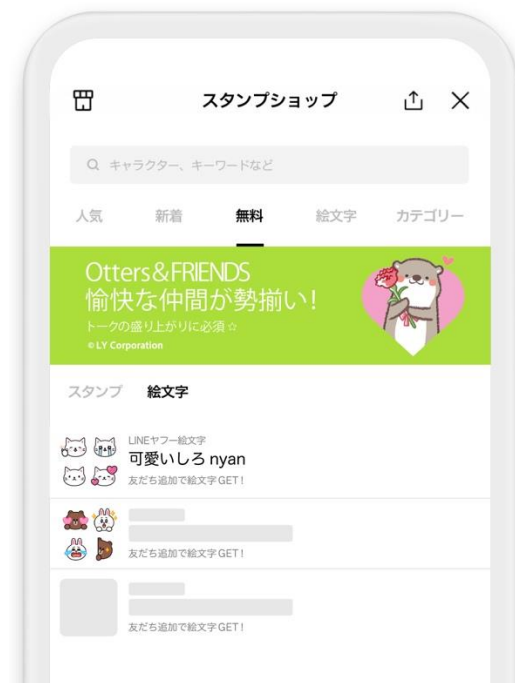 スタンプショップ
キャラクター、キーワードなど
人気 新着 無料 絵文字 カテゴリー
Otters&FRIENDS
愉快な仲間が勢揃い!
トークの盛り上がりに必須☆
©LY Corporation
スタンプ 絵文字
LINEヤフー絵文字
可愛いしろ nyan
友だち追加で絵文字GET!
友だち追加で絵文字GET!
友だち追加で絵文字GET!